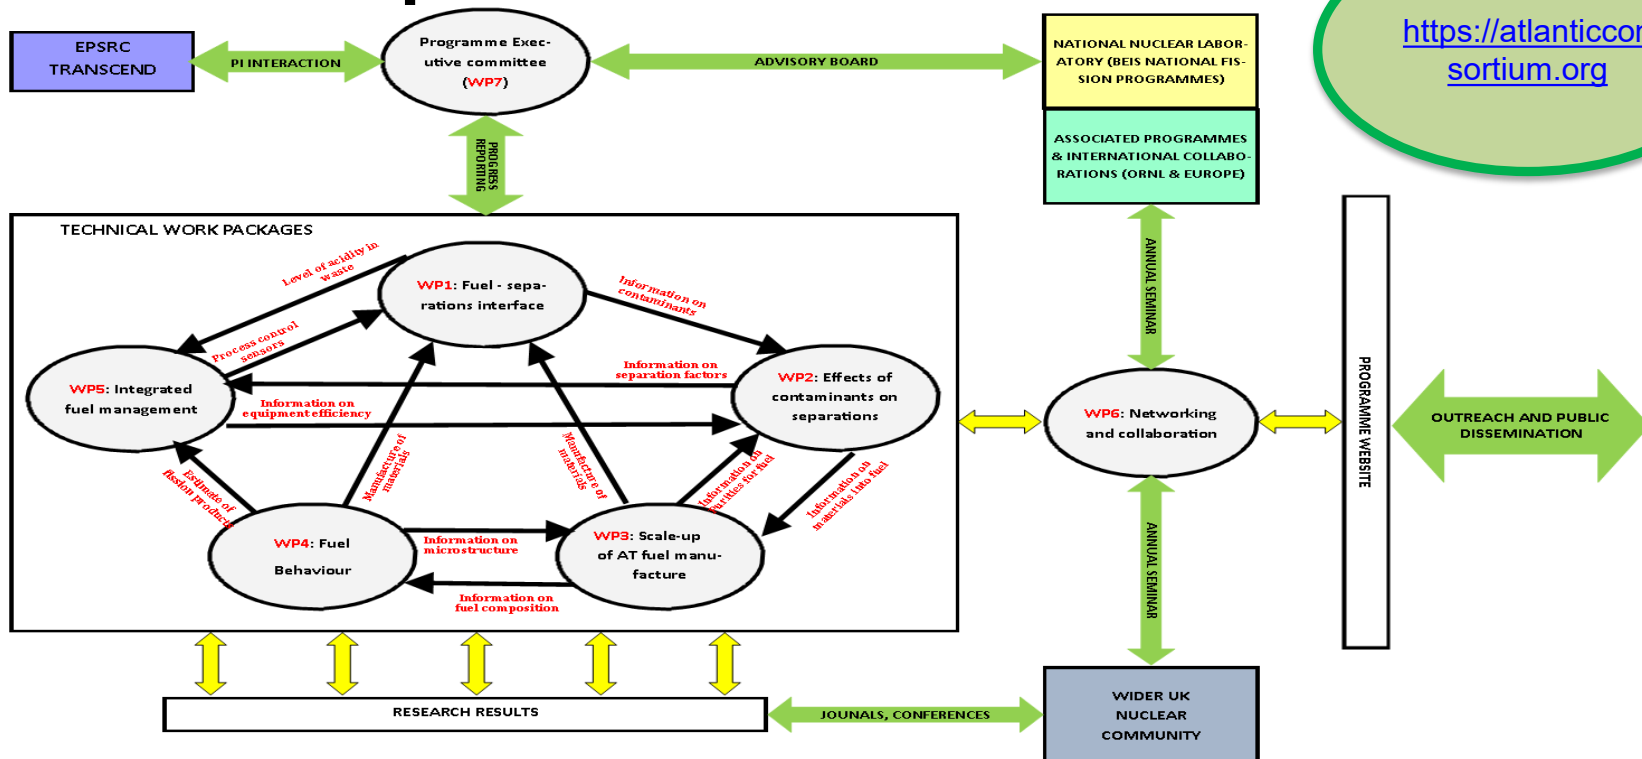 EPSRC
TRANSCEND
PI INTERACTION
Programme Exec-
utive committee
(WP7)
ADVISORY BOARD
NATIONAL NUCLEAR LABOR-
ATORY (BEIS NATIONAL FIS-
SION PROGRAMMES)
ASSOCIATED PROGRAMMES
& INTERNATIONAL COLLABO-
RATIONS (ORNL & EUROPE)
https://atlanticcon
sortium.org
PROGRESS
REPORTING
TECHNICAL WORK PACKAGES
Level of acidity in
waste
WP1: Fuel - sepa-
rations interface
Information on
contaminants
Process control
sensors
WP5: Integrated
fuel management
Information on
separation factors
Information on
equipment efficiency
WP2: Effects of
contaminants on
separations
Estimate of
fission products
Manufacture of
materials
Manufacture of
materials
Information on
Purities for fuel
Information on
materials into fuel
WP4: Fuel
Behaviour
Information on
microstructure
WP3: Scale-up
of AT fuel manu-
facture
Information on
fuel composition
ANNUAL SEMINAR
WP6: Networking
and collaboration
ANNUAL SEMINAR
PROGRAMME WEBSITE
OUTREACH AND PUBLIC
DISSEMINATION
RESEARCH RESULTS
JOUNALS, CONFERENCES
WIDER UK
NUCLEAR
COMMUNITY